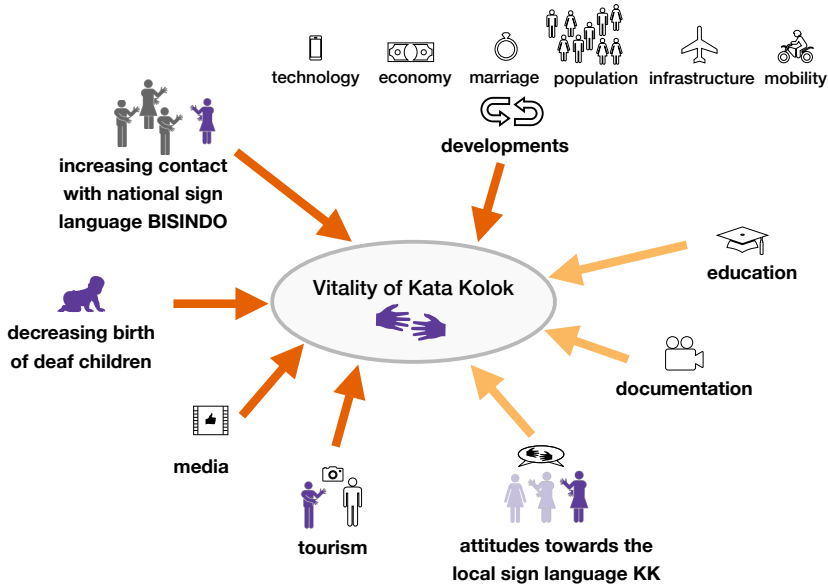 technology economy marriage population infrastructure mobility
developments
increasing contact
with national sign
language BISINDO
education
Vitality of Kata Kolok
decreasing birth
of deaf children
documentation
media
tourism
attitudes towards the
local sign language KK